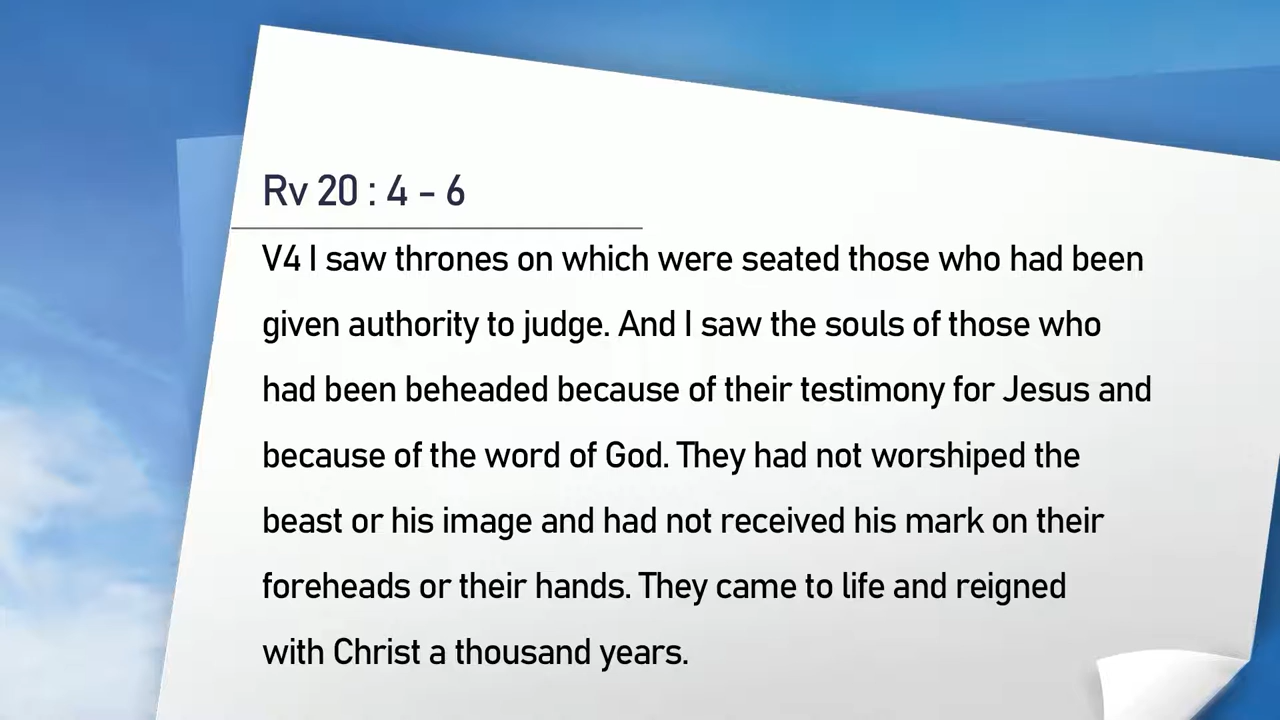 Rv 20 : 4 - 6
V4 I saw thrones on which were seated those who had been
given authority to judge. And I saw the souls of those who
had been beheaded because of their testimony for Jesus and
because of the word of God. They had not worshiped the
beast or his image and had not received his mark on their
foreheads or their hands. They came to life and reigned
with Christ a thousand years.